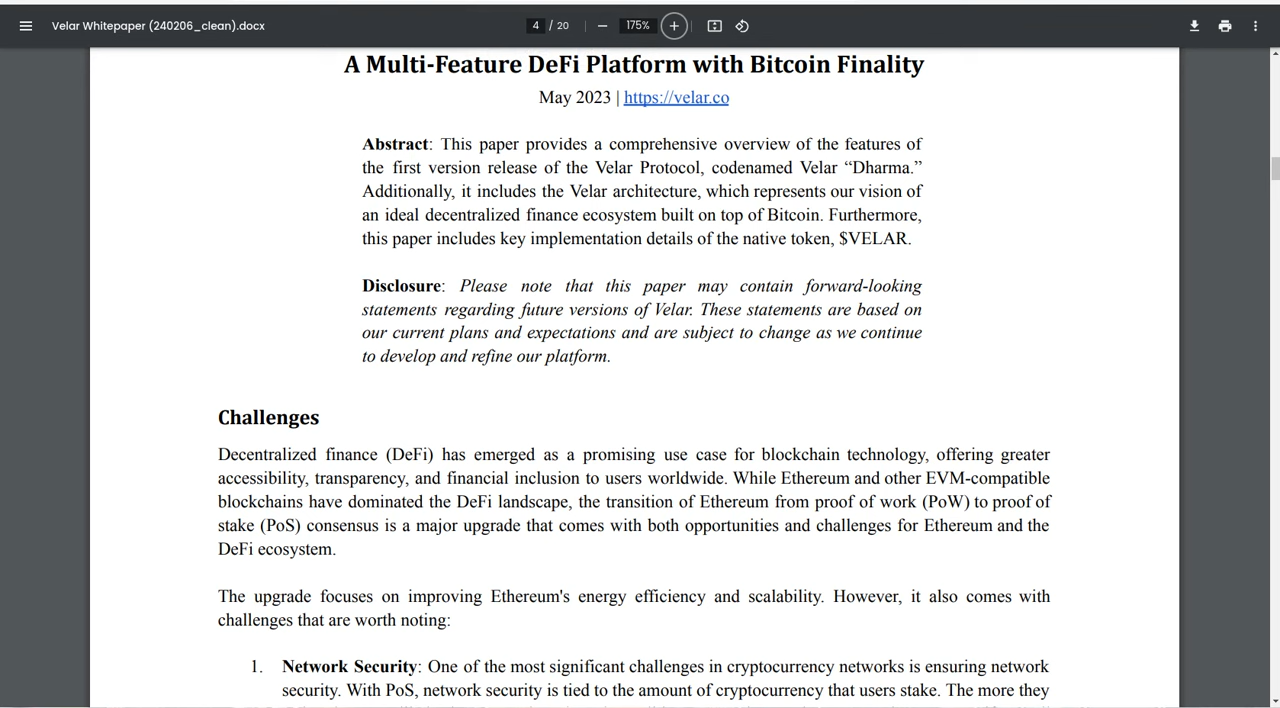 Velar Whitepaper (240206_clean).docx
4 / 20
175%
A Multi-Feature DeFi Platform with Bitcoin Finality
May 2023 | https://velar.co
Abstract: This paper provides a comprehensive overview of the features of
the first version release of the Velar Protocol, codenamed Velar “Dharma.”
Additionally, it includes the Velar architecture, which represents our vision of
an ideal decentralized finance ecosystem built on top of Bitcoin. Furthermore,
this paper includes key implementation details of the native token, $VELAR.
Disclosure: Please note that this paper may contain forward-looking
statements regarding future versions of Velar. These statements are based on
our current plans and expectations and are subject to change as we continue
to develop and refine our platform.
Challenges
Decentralized finance (DeFi) has emerged as a promising use case for blockchain technology, offering greater
accessibility, transparency, and financial inclusion to users worldwide. While Ethereum and other EVM-compatible
blockchains have dominated the DeFi landscape, the transition of Ethereum from proof of work (PoW) to proof of
stake (PoS) consensus is a major upgrade that comes with both opportunities and challenges for Ethereum and the
DeFi ecosystem.
The upgrade focuses on improving Ethereum's energy efficiency and scalability. However, it also comes with
challenges that are worth noting:
1. Network Security: One of the most significant challenges in cryptocurrency networks is ensuring network
security. With PoS, network security is tied to the amount of cryptocurrency that users stake. The more they